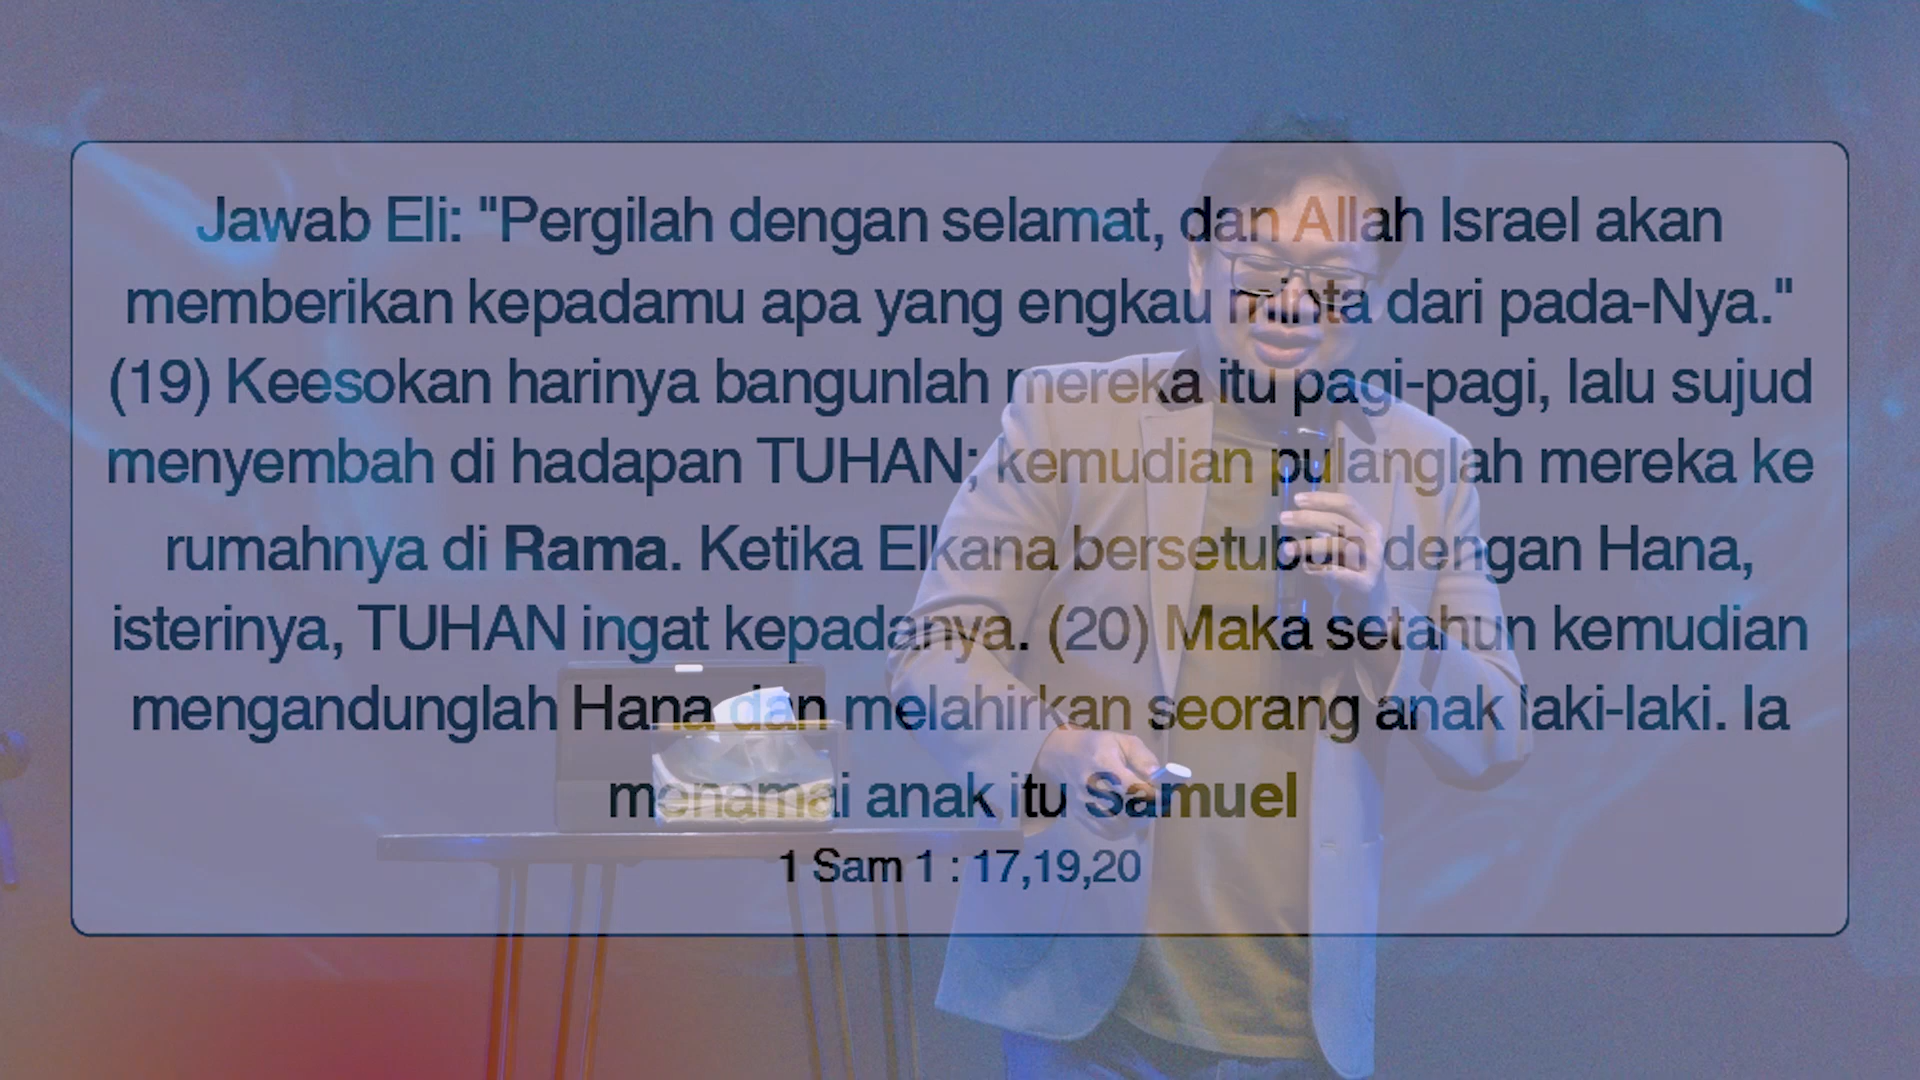 Jawab Eli: "Pergilah dengan selamat, dan Allah Israel akan
memberikan kepadamu apa yang engkau minta dari pada-Nya."
(19) Keesokan harinya bangunlah mereka itu pagi-pagi, lalu sujud
menyembah di hadapan TUHAN; kemudian pulanglah mereka ke
rumahnya di Rama. Ketika Elkana bersetubuh dengan Hana,
isterinya, TUHAN ingat kepadanya. (20) Maka setahun kemudian
mengandunglah Hana dan melahirkan seorang anak laki-laki. Ia
menamai anak itu Samuel
1 Sam 1 : 17,19,20